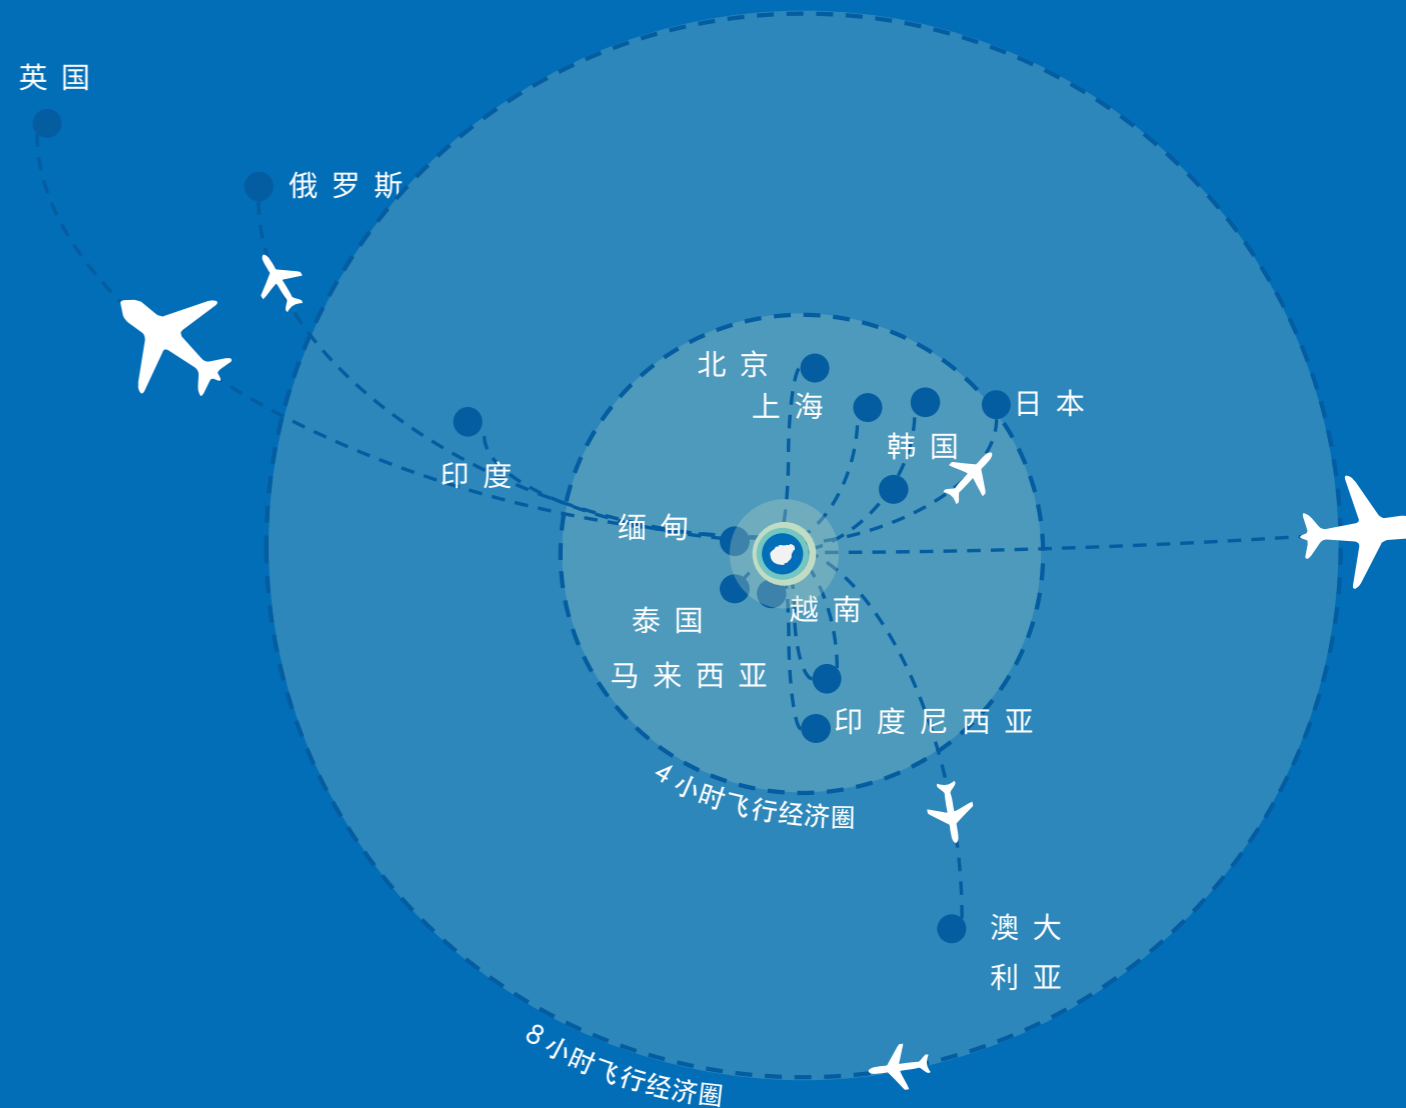 英国
俄罗斯
北京
上海
日本
韩国
印度
缅甸
越南
泰国
马来西亚
印度尼西亚
4小时飞行经济圈
澳大
利亚
8小时飞行经济圈